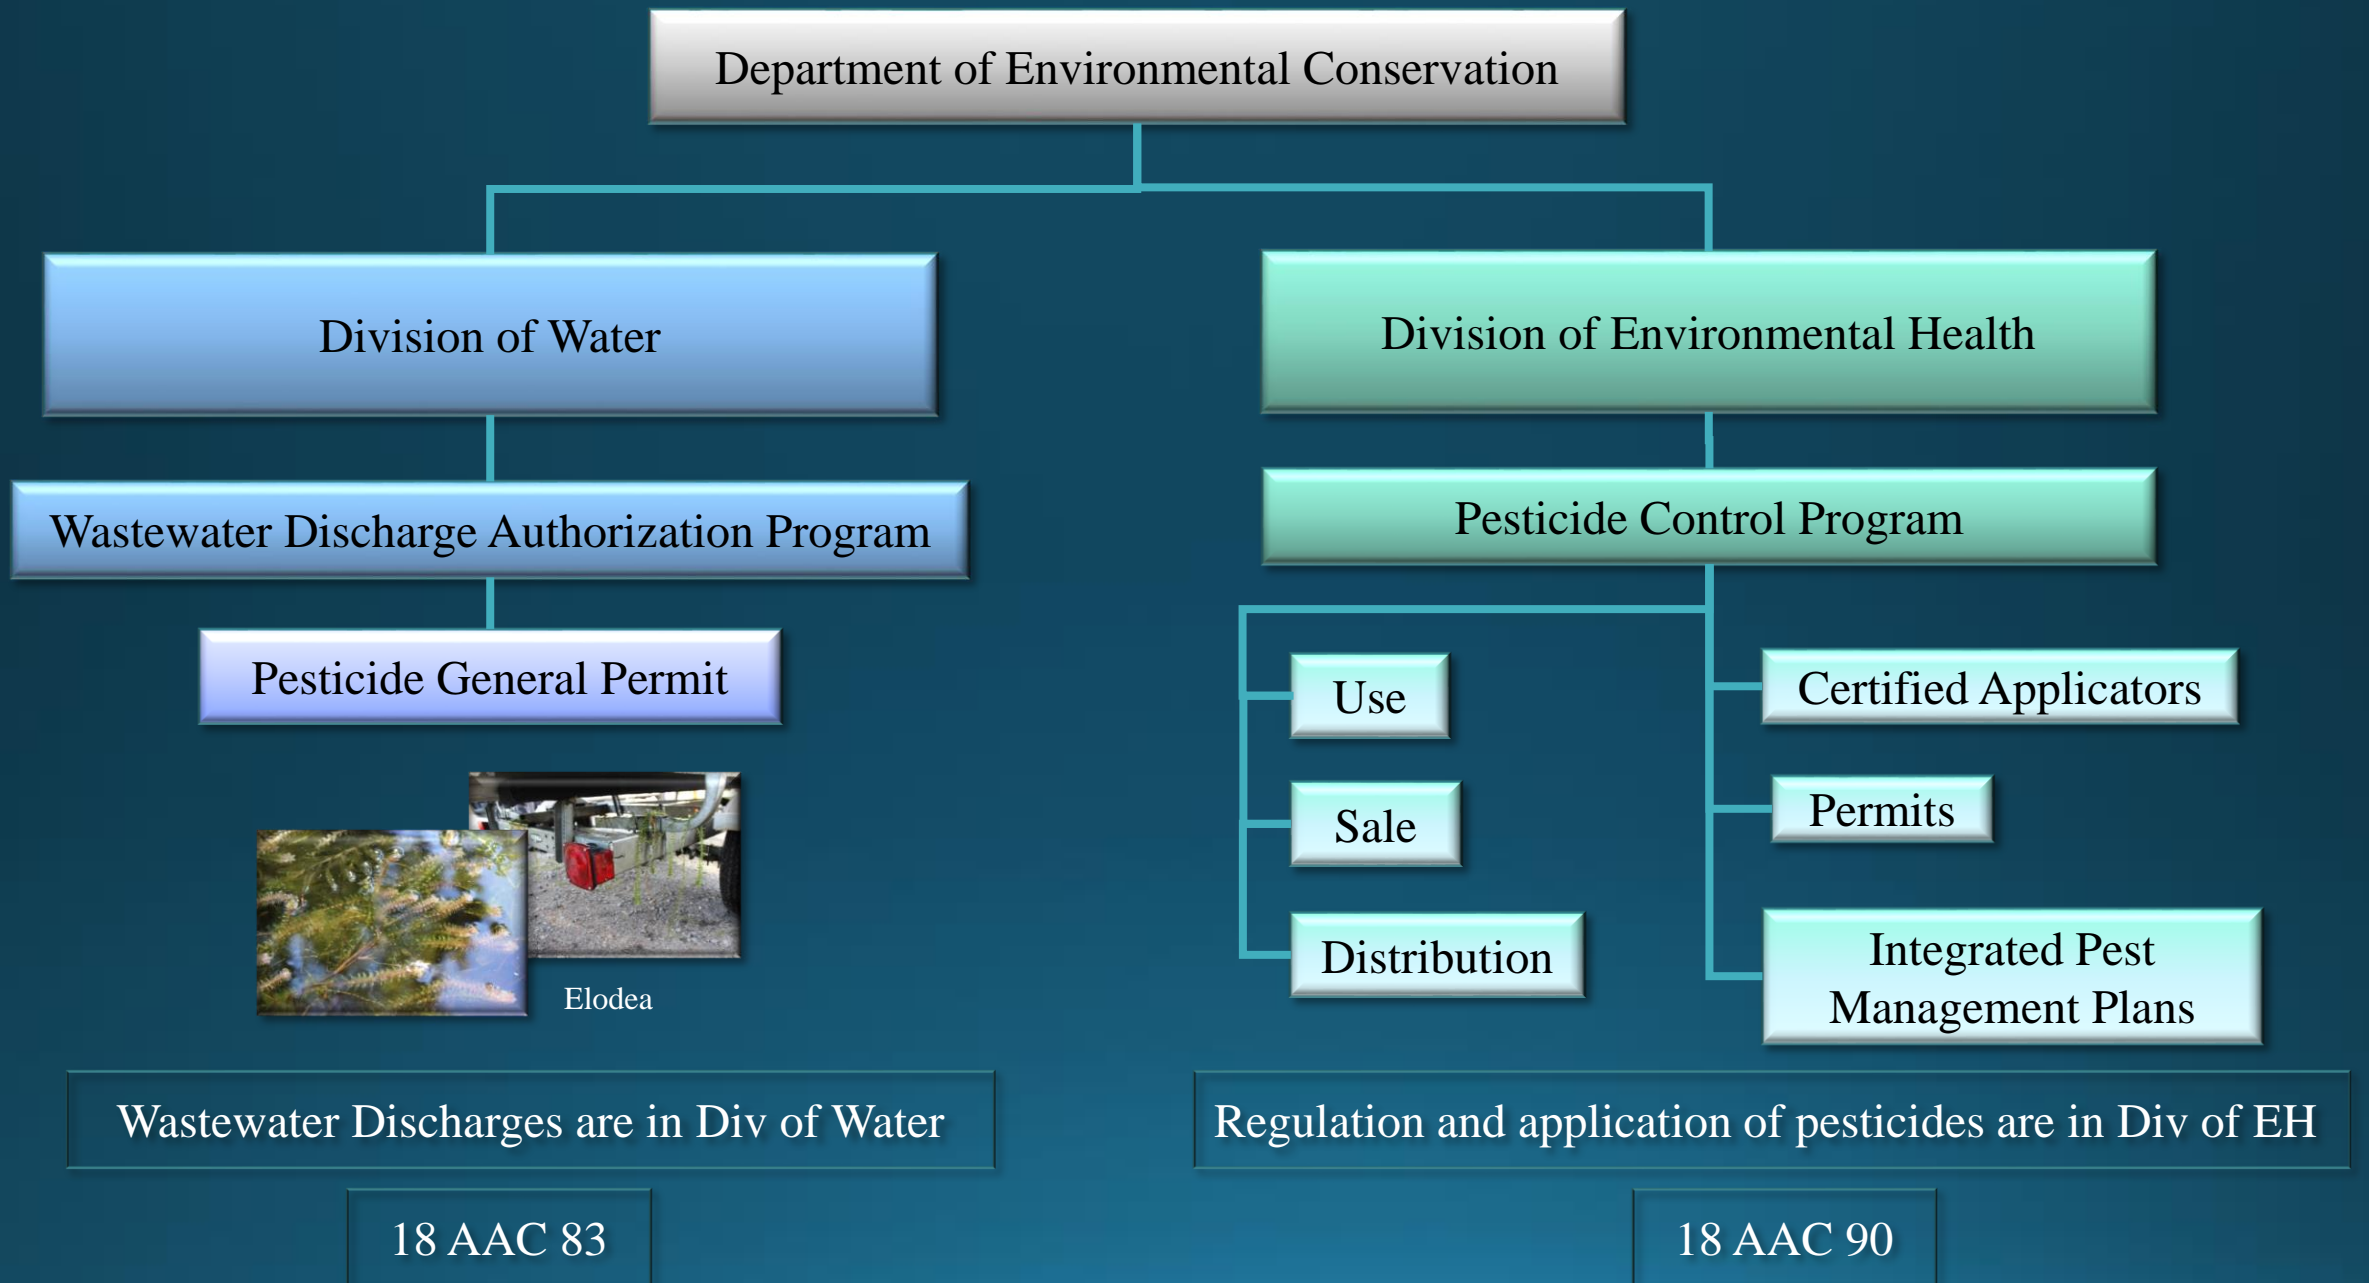 Department of Environmental Conservation
Division of Water
Wastewater Discharge Authorization Program
Pesticide General Permit
Elodea
Wastewater Discharges are in Div of Water
18 AAC 83
Division of Environmental Health
Pesticide Control Program
Use
Sale
Distribution
Certified Applicators
Permits
Integrated Pest
Management Plans
Regulation and application of pesticides are in Div of EH
18 AAC 90